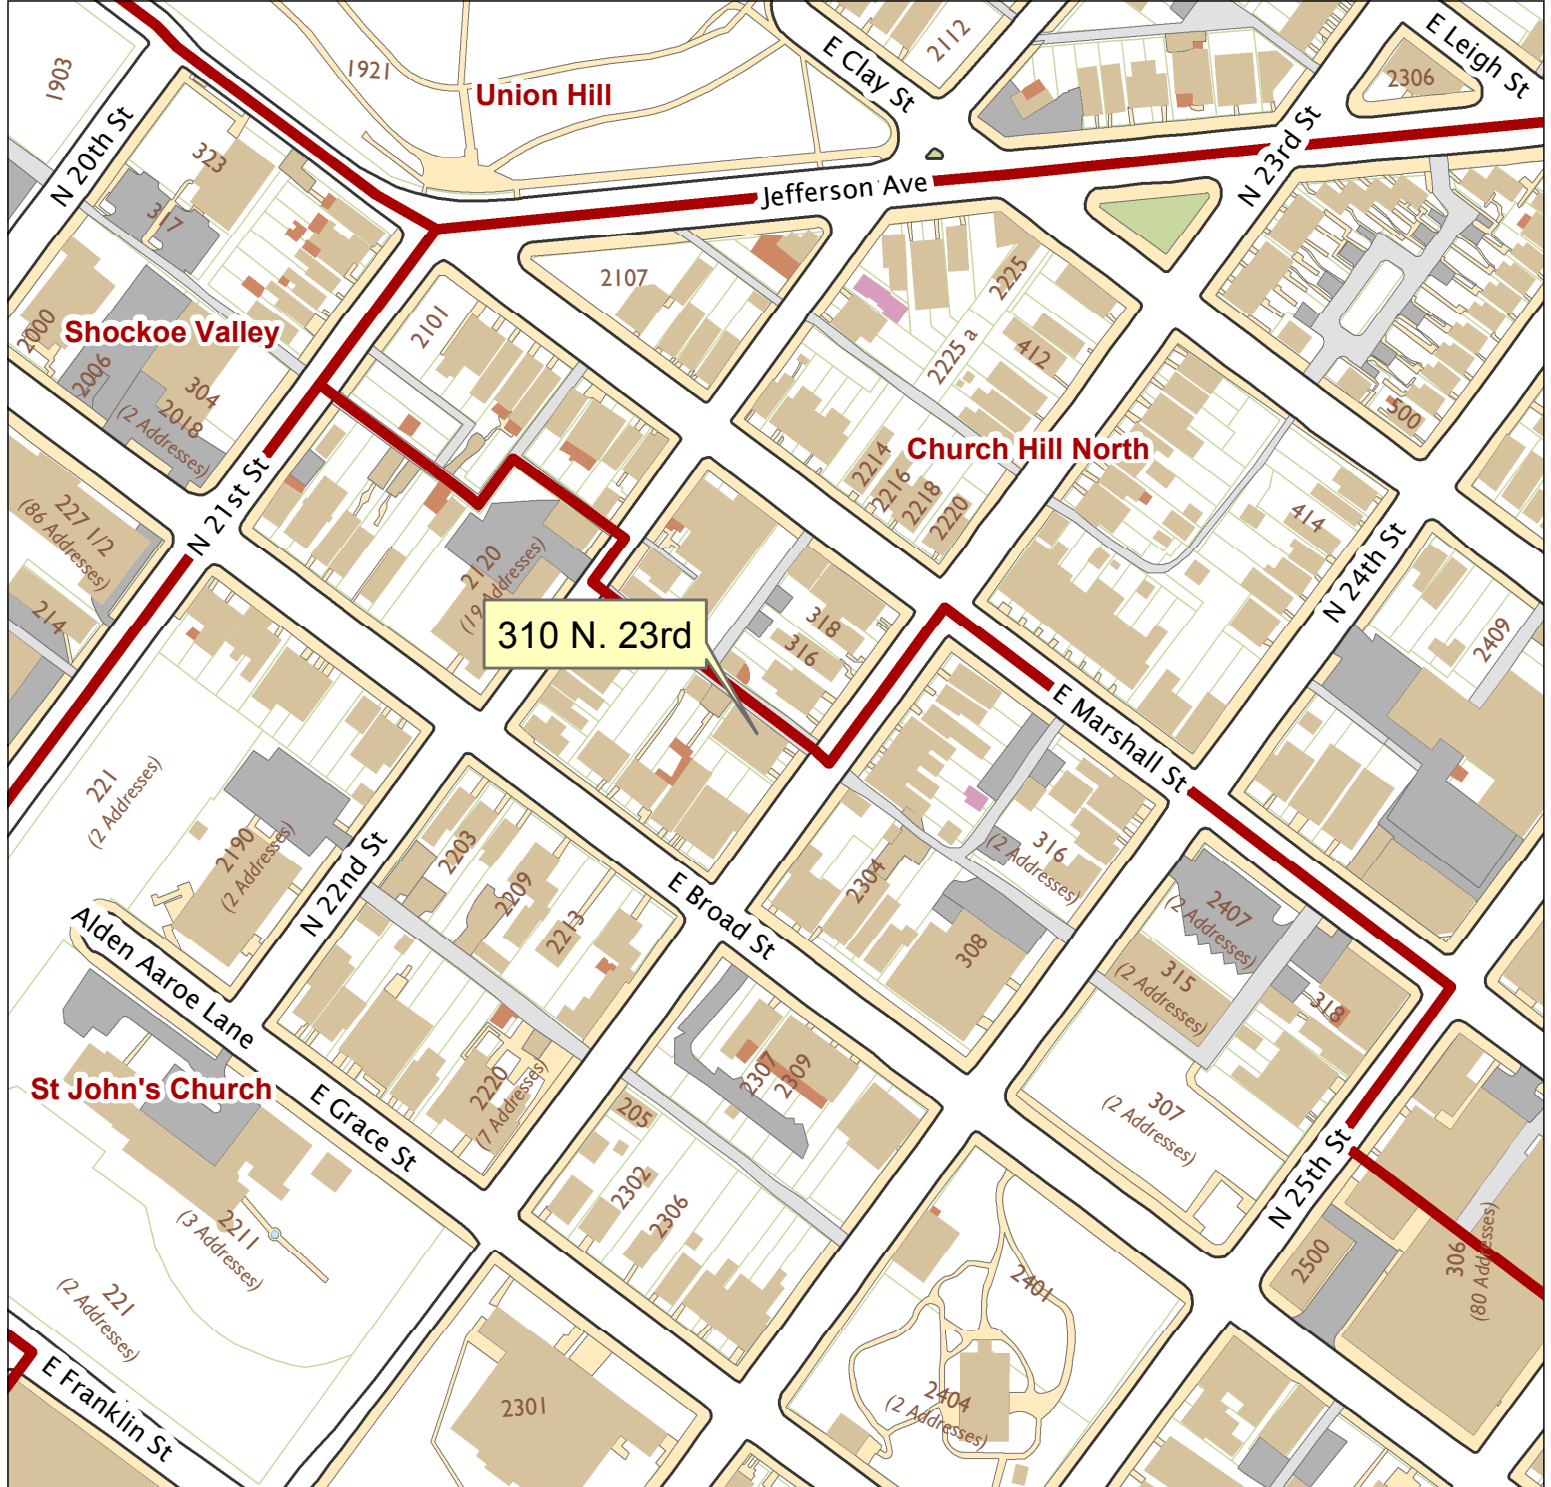 E Leigh St
2112
E Clay St
2306
1903
1921
Union Hill
N 20th St
N 23rd St
323
317
Jefferson Ave
2107
2225
2101
2000
Shockoe Valley
2225 a
412
2006
304
2018
(2 Addresses)
500
Church Hill North
2214
2216
2218
2220
414
227 1/2
(86 Addresses)
N 21st St
N 24th St
2120
(19 Addresses)
214
310 N. 23rd
318
316
2409
E Marshall St
221
(2 Addresses)
2190
(2 Addresses)
2203
2209
2213
N 22nd St
E Broad St
2304
316
(2 Addresses)
308
2407
(2 Addresses)
315
(2 Addresses)
318
Alden Aaroe Lane
St John's Church
E Grace St
2220
(7 Addresses)
2307
2309
205
307
(2 Addresses)
N 25th St
2302
2306
2211
(3 Addresses)
221
(2 Addresses)
2401
2500
306
(80 Addresses)
E Franklin St
2301
2404
(2 Addresses)